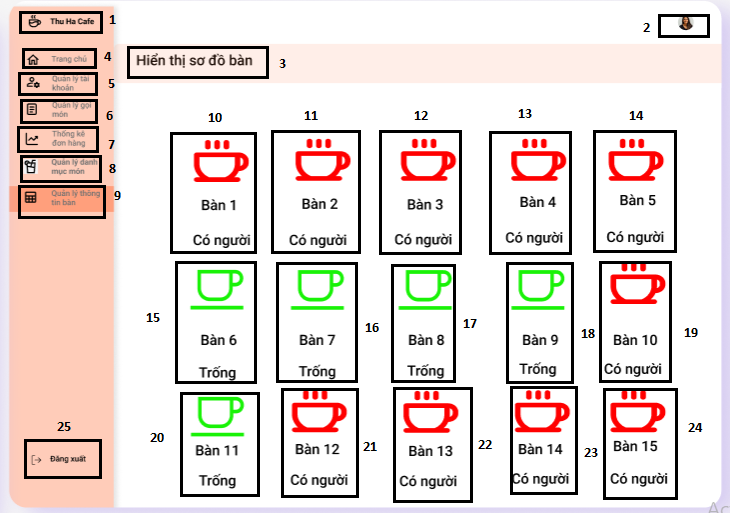 Thu Ha Cafe
1
2
Trang chủ
4
Hiển thị sơ đồ bàn
3
Quản lý tài
khoản
5
Quản lý gọi
món
6
Thống kê
đơn hàng
7
Quản lý danh
mục món
8
Quản lý thông
tin bàn
9
10
11
12
13
14
Bàn 1
Bàn 2
Bàn 3
Bàn 4
Bàn 5
Có người
Có người
Có người
Có người
Có người
15
16
17
18
19
Bàn 6
Bàn 7
Bàn 8
Bàn 9
Bàn 10
Trống
Trống
Trống
Trống
Có người
20
21
22
23
24
Bàn 11
Bàn 12
Bàn 13
Bàn 14
Bàn 15
Trống
Có người
Có người
Có người
Có người
25
Đăng xuất
Ac